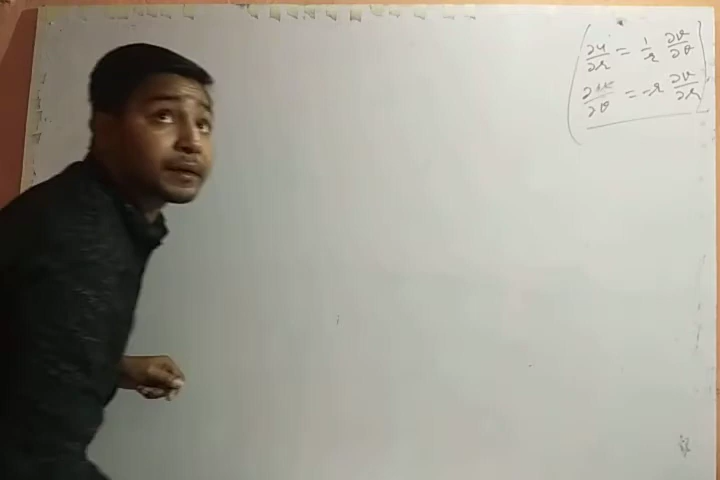 ∂u/∂r = 1/r ∂v/∂θ
∂u/∂θ = -r ∂v/∂r